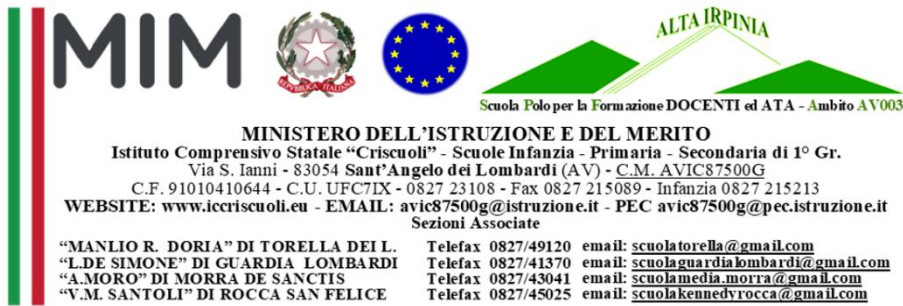 MIM
REPVBBLICA ITALIANA
ALTA IRPINIA
Scuola Polo per la Formazione DOCENTI ed ATA - Ambito AV003
MINISTERO DELL'ISTRUZIONE E DEL MERITO
Istituto Comprensivo Statale “Criscuoli” - Scuole Infanzia - Primaria - Secondaria di 1° Gr.
Via S. Ianni - 83054 Sant'Angelo dei Lombardi (AV) - C.M. AVIC87500G
C.F. 91010410644 - C.U. UFC7IX - 0827 23108 - Fax 0827 215089 - Infanzia 0827 215213
WEBSITE: www.iccriscuoli.eu - EMAIL: avic87500g@istruzione.it - PEC avic87500g@pec.istruzione.it
Sezioni Associate
“MANLIO R. DORIA” DI TORELLA DEI L. Telefax 0827/49120 email: scuolatorella@gmail.com
“L.DE SIMONE” DI GUARDIA LOMBARDI Telefax 0827/41370 email: scuolaguardialombardi@gmail.com
“A.MORO” DI MORRA DE SANCTIS Telefax 0827/43041 email: scuolamedia.morra@gmail.com
“V.M. SANTOLI” DI ROCCA SAN FELICE Telefax 0827/45025 email: scuolakennedyrocca@gmail.com